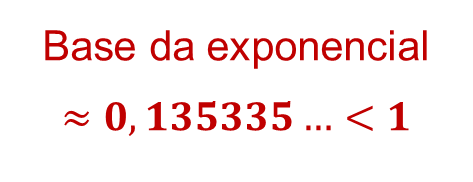 Base da exponencial
≈ 0, 135335 … < 1